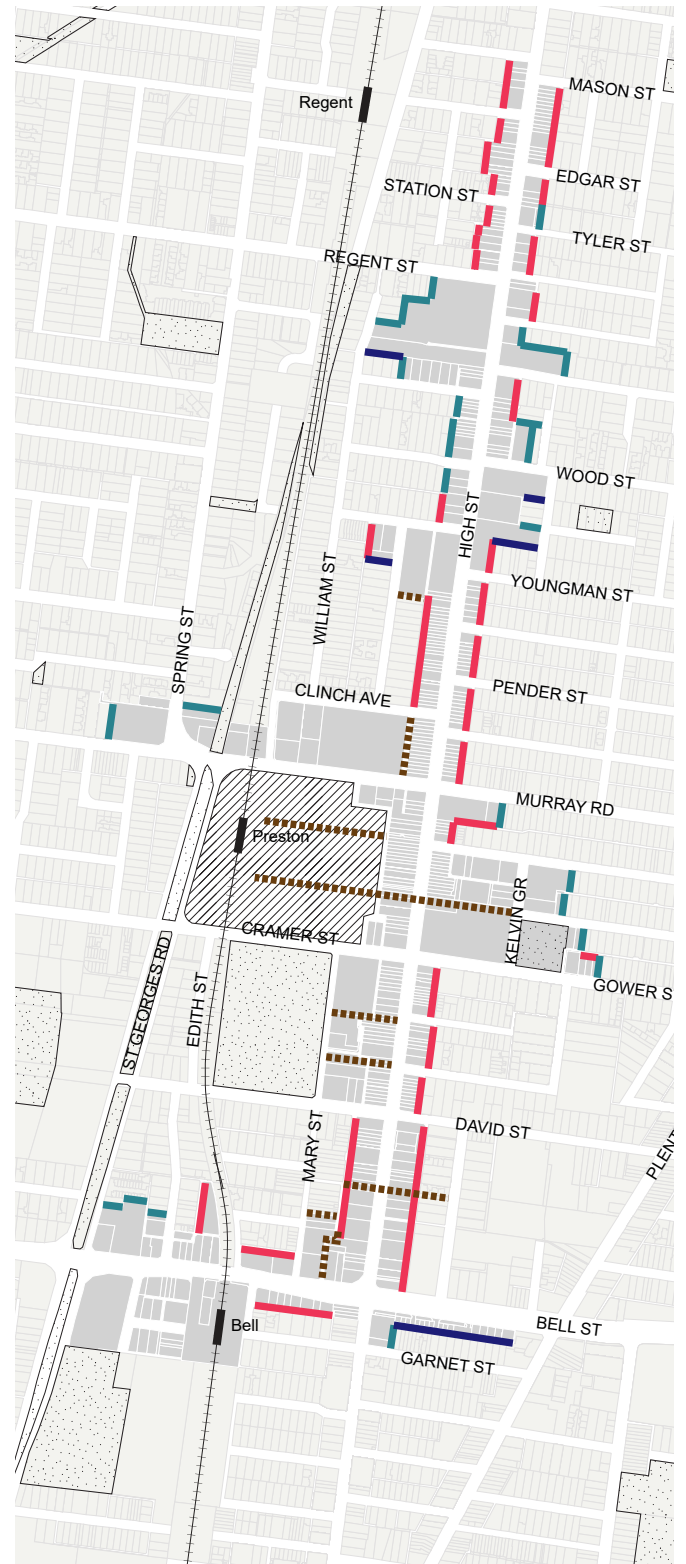 MASON ST
Regent
EDGAR ST
STATION ST
TYLER ST
REGENT ST
WOOD ST
HIGH ST
YOUNGMAN ST
WILLIAM ST
SPRING ST
PENDER ST
CLINCH AVE
MURRAY RD
Preston
KELVIN GR
CRAMER ST
GOWER S
ST GEORGES RD
EDITH ST
DAVID ST
MARY ST
PLENT
BELL ST
Bell
GARNET ST